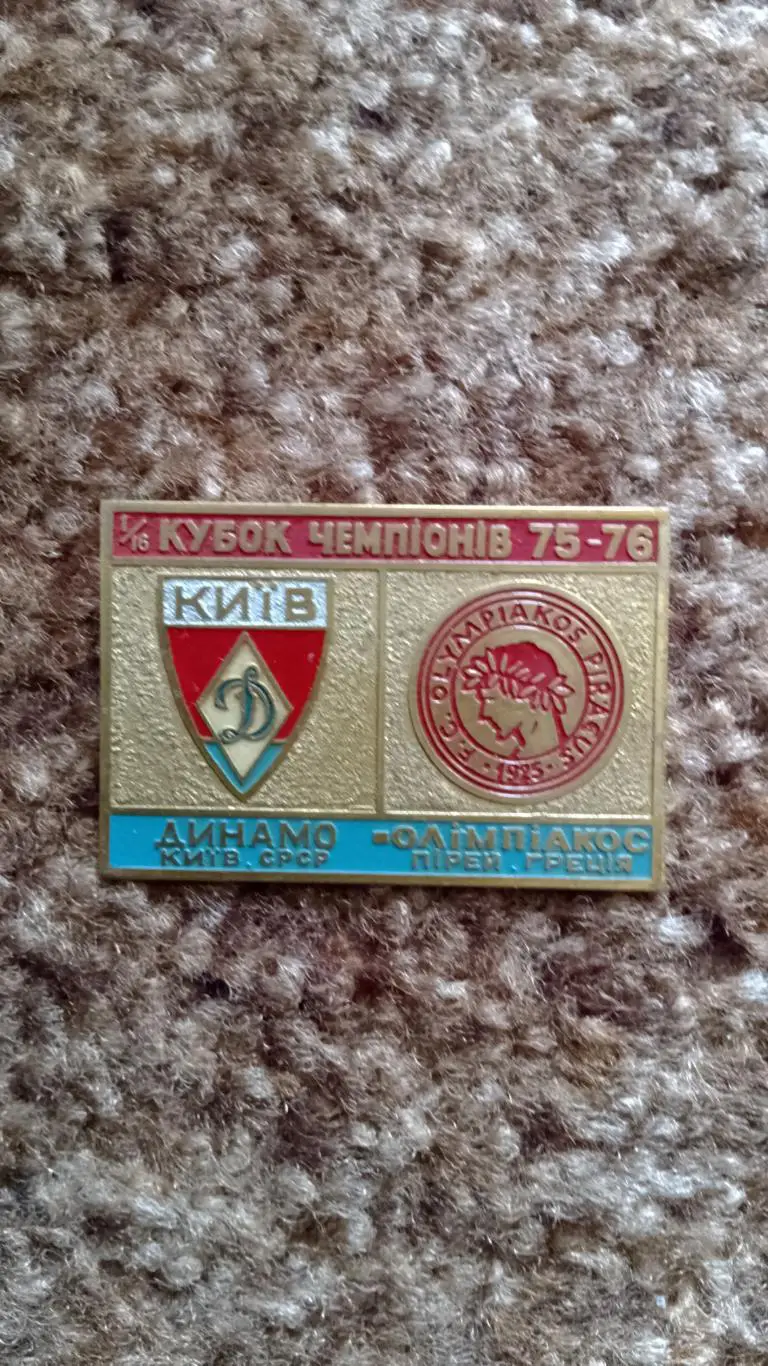 1/16 КУБОК ЧЕМПІОНІВ 75-76
КИЇВ
Д
F.C. OLYMPIAKOS PIRAEUS
·1925·
ДИНАМО -ОЛІМПІАКОС
КИЇВ. СРСР ПІРЕЙ. ГРЕЦІЯ